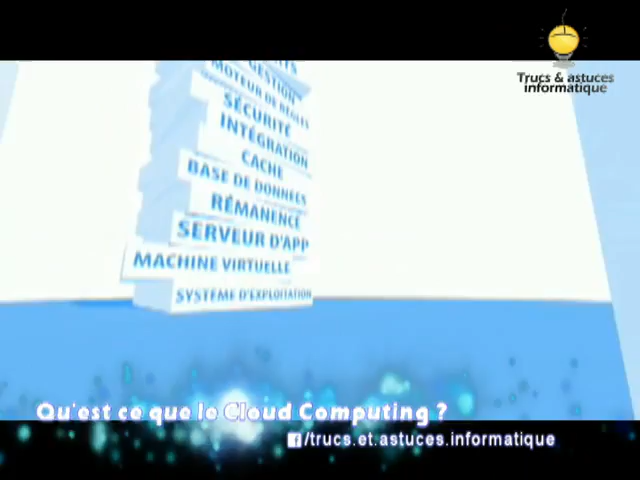 Trucs & astuces
informatique
GESTION
MOTEUR DE RÈGLES
SÉCURITÉ
INTÉGRATION
CACHE
BASE DE DONNÉES
RÉMANENCE
SERVEUR D'APP
MACHINE VIRTUELLE
SYSTÈME D'EXPLOITATION
Qu'est ce que le Cloud Computing ?
/trucs.et.astuces.informatique